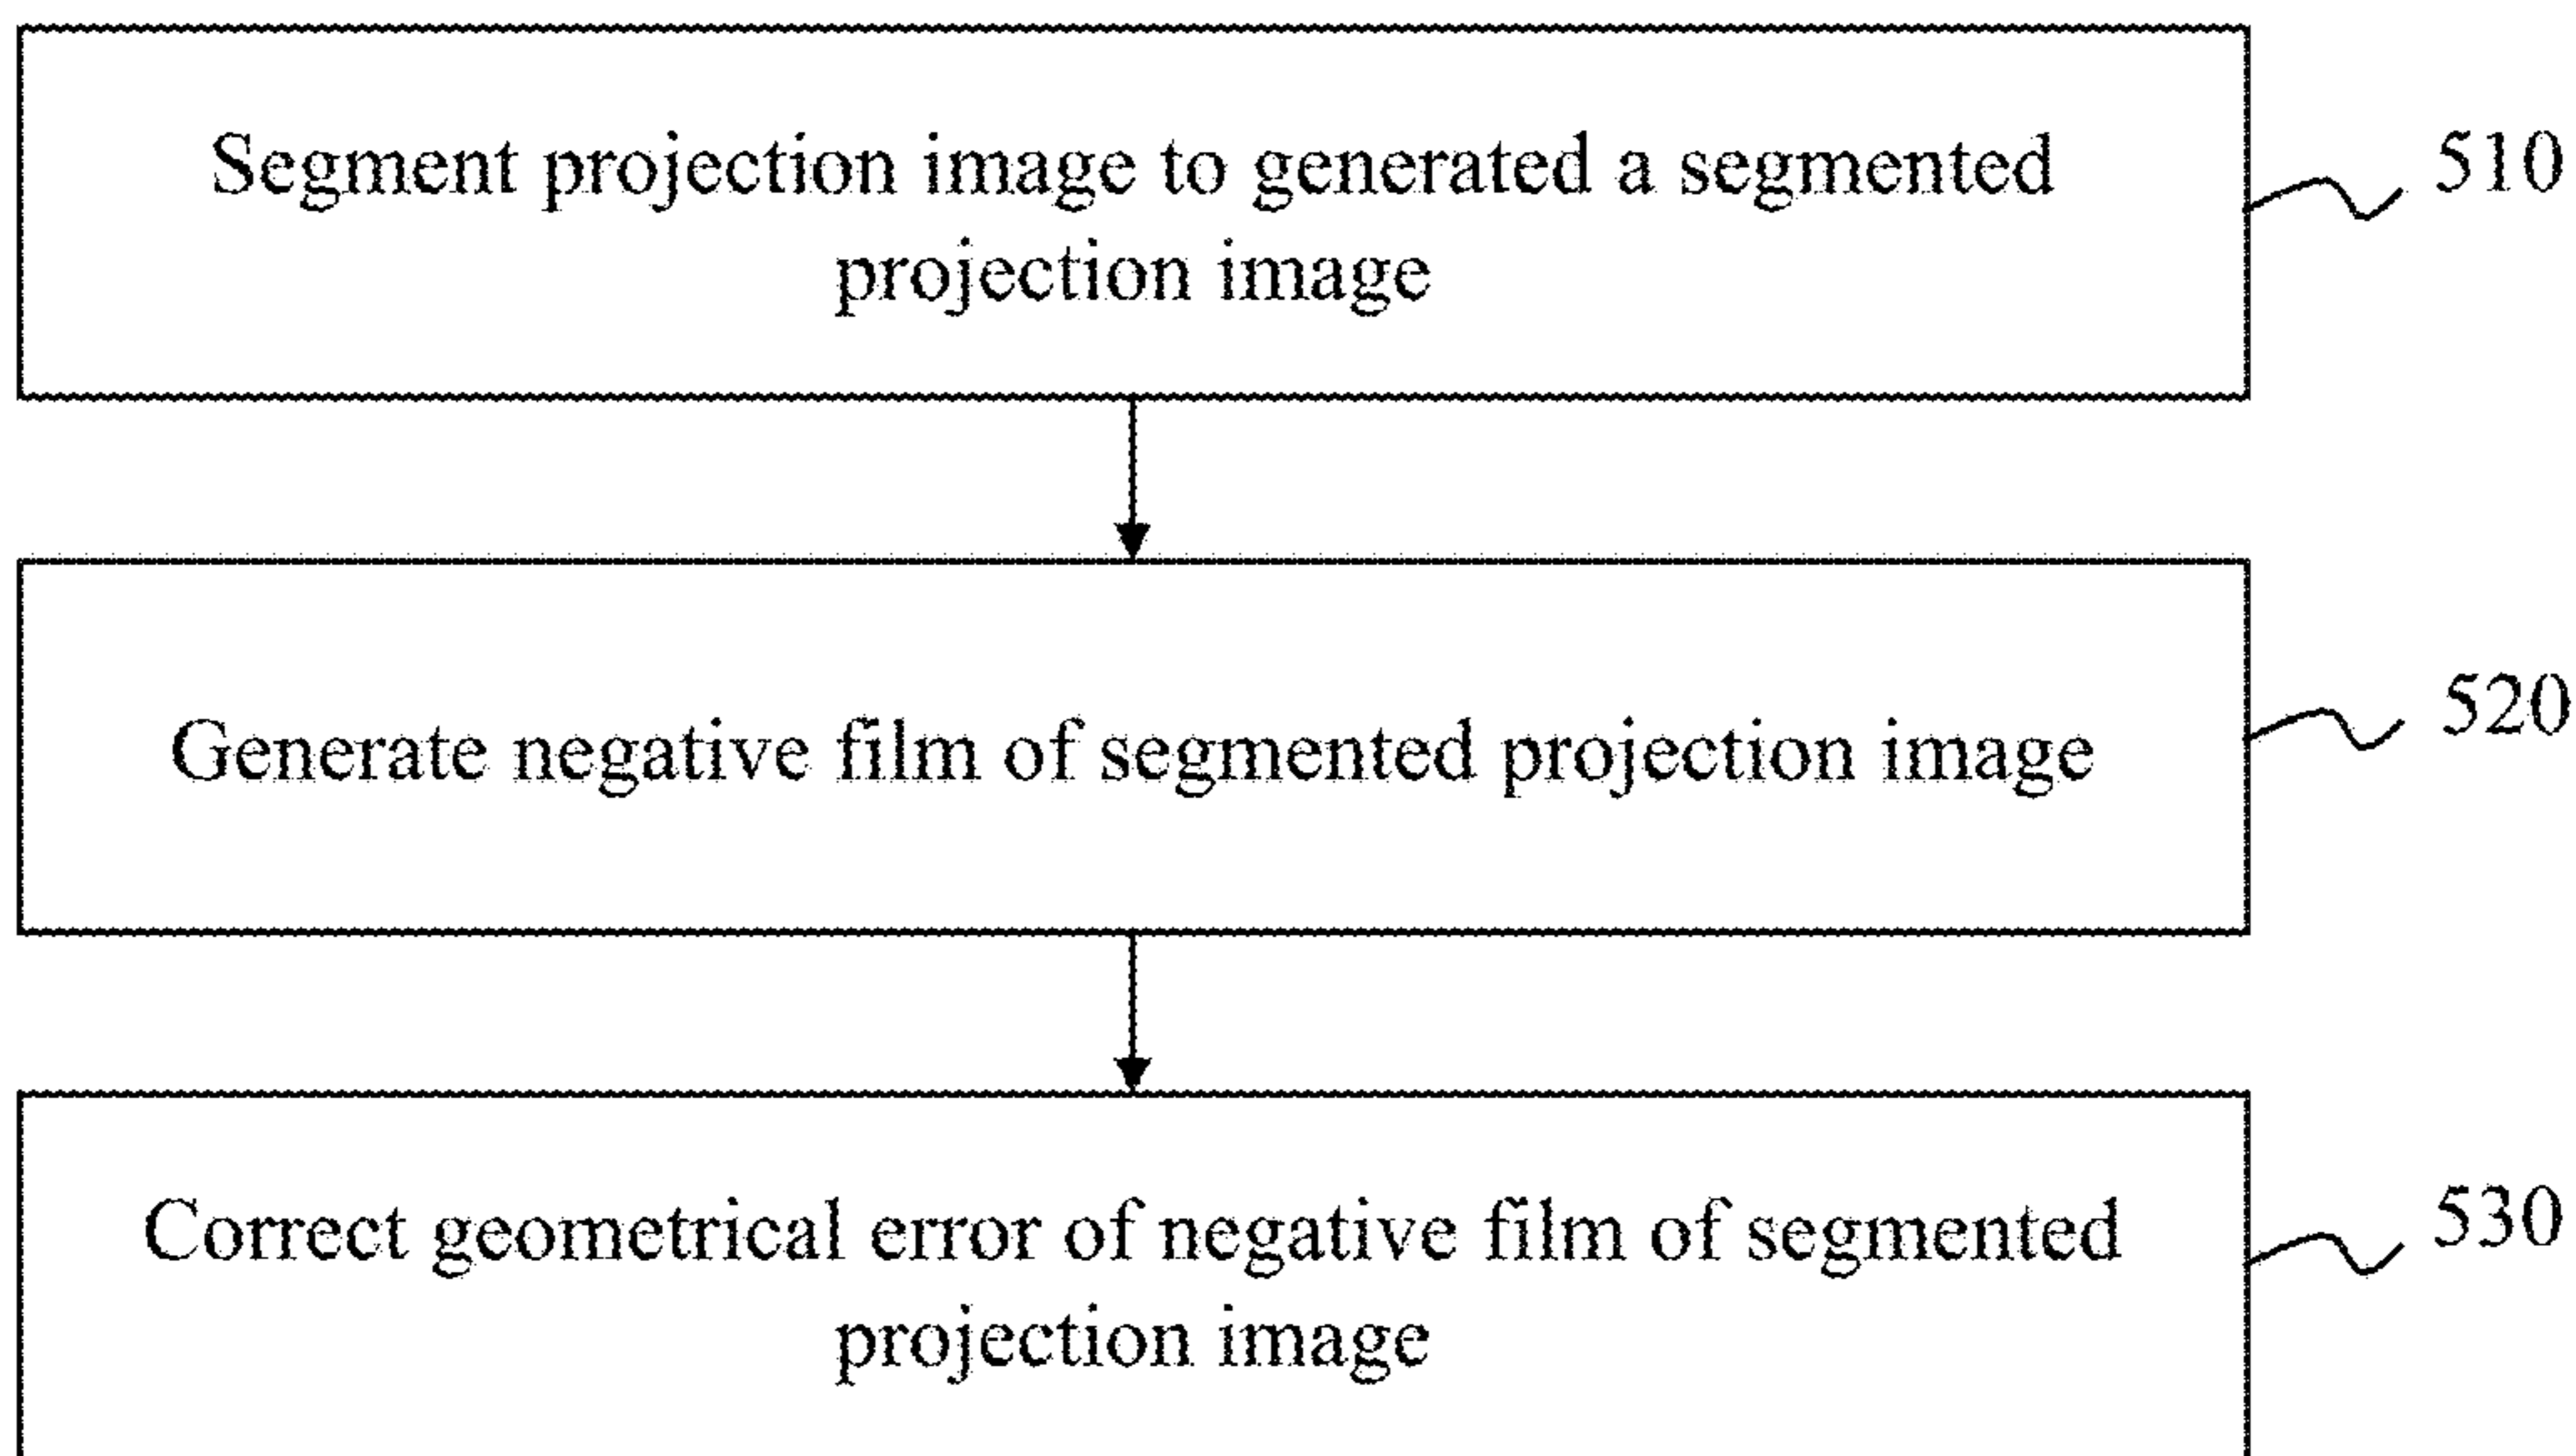 Segment projection image to generated a segmented
projection image
510
Generate negative film of segmented projection image
520
Correct geometrical error of negative film of segmented
projection image
530